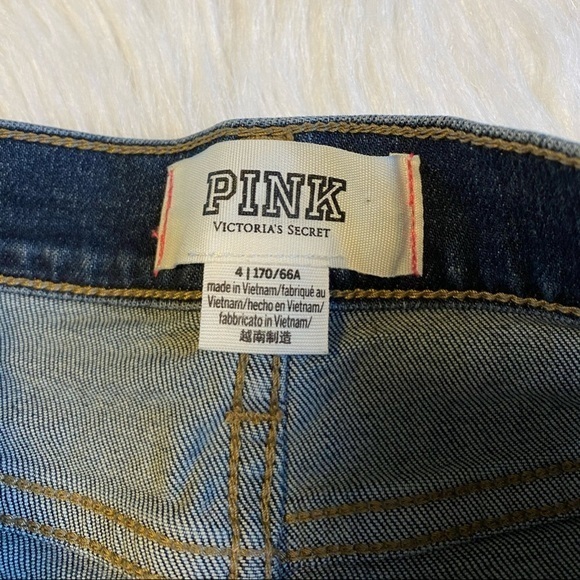 PINK
VICTORIA'S SECRET
4 | 170/66A
made in Vietnam/fabriqué au
Vietnam/hecho en Vietnam/
fabbricato in Vietnam/
越南制造